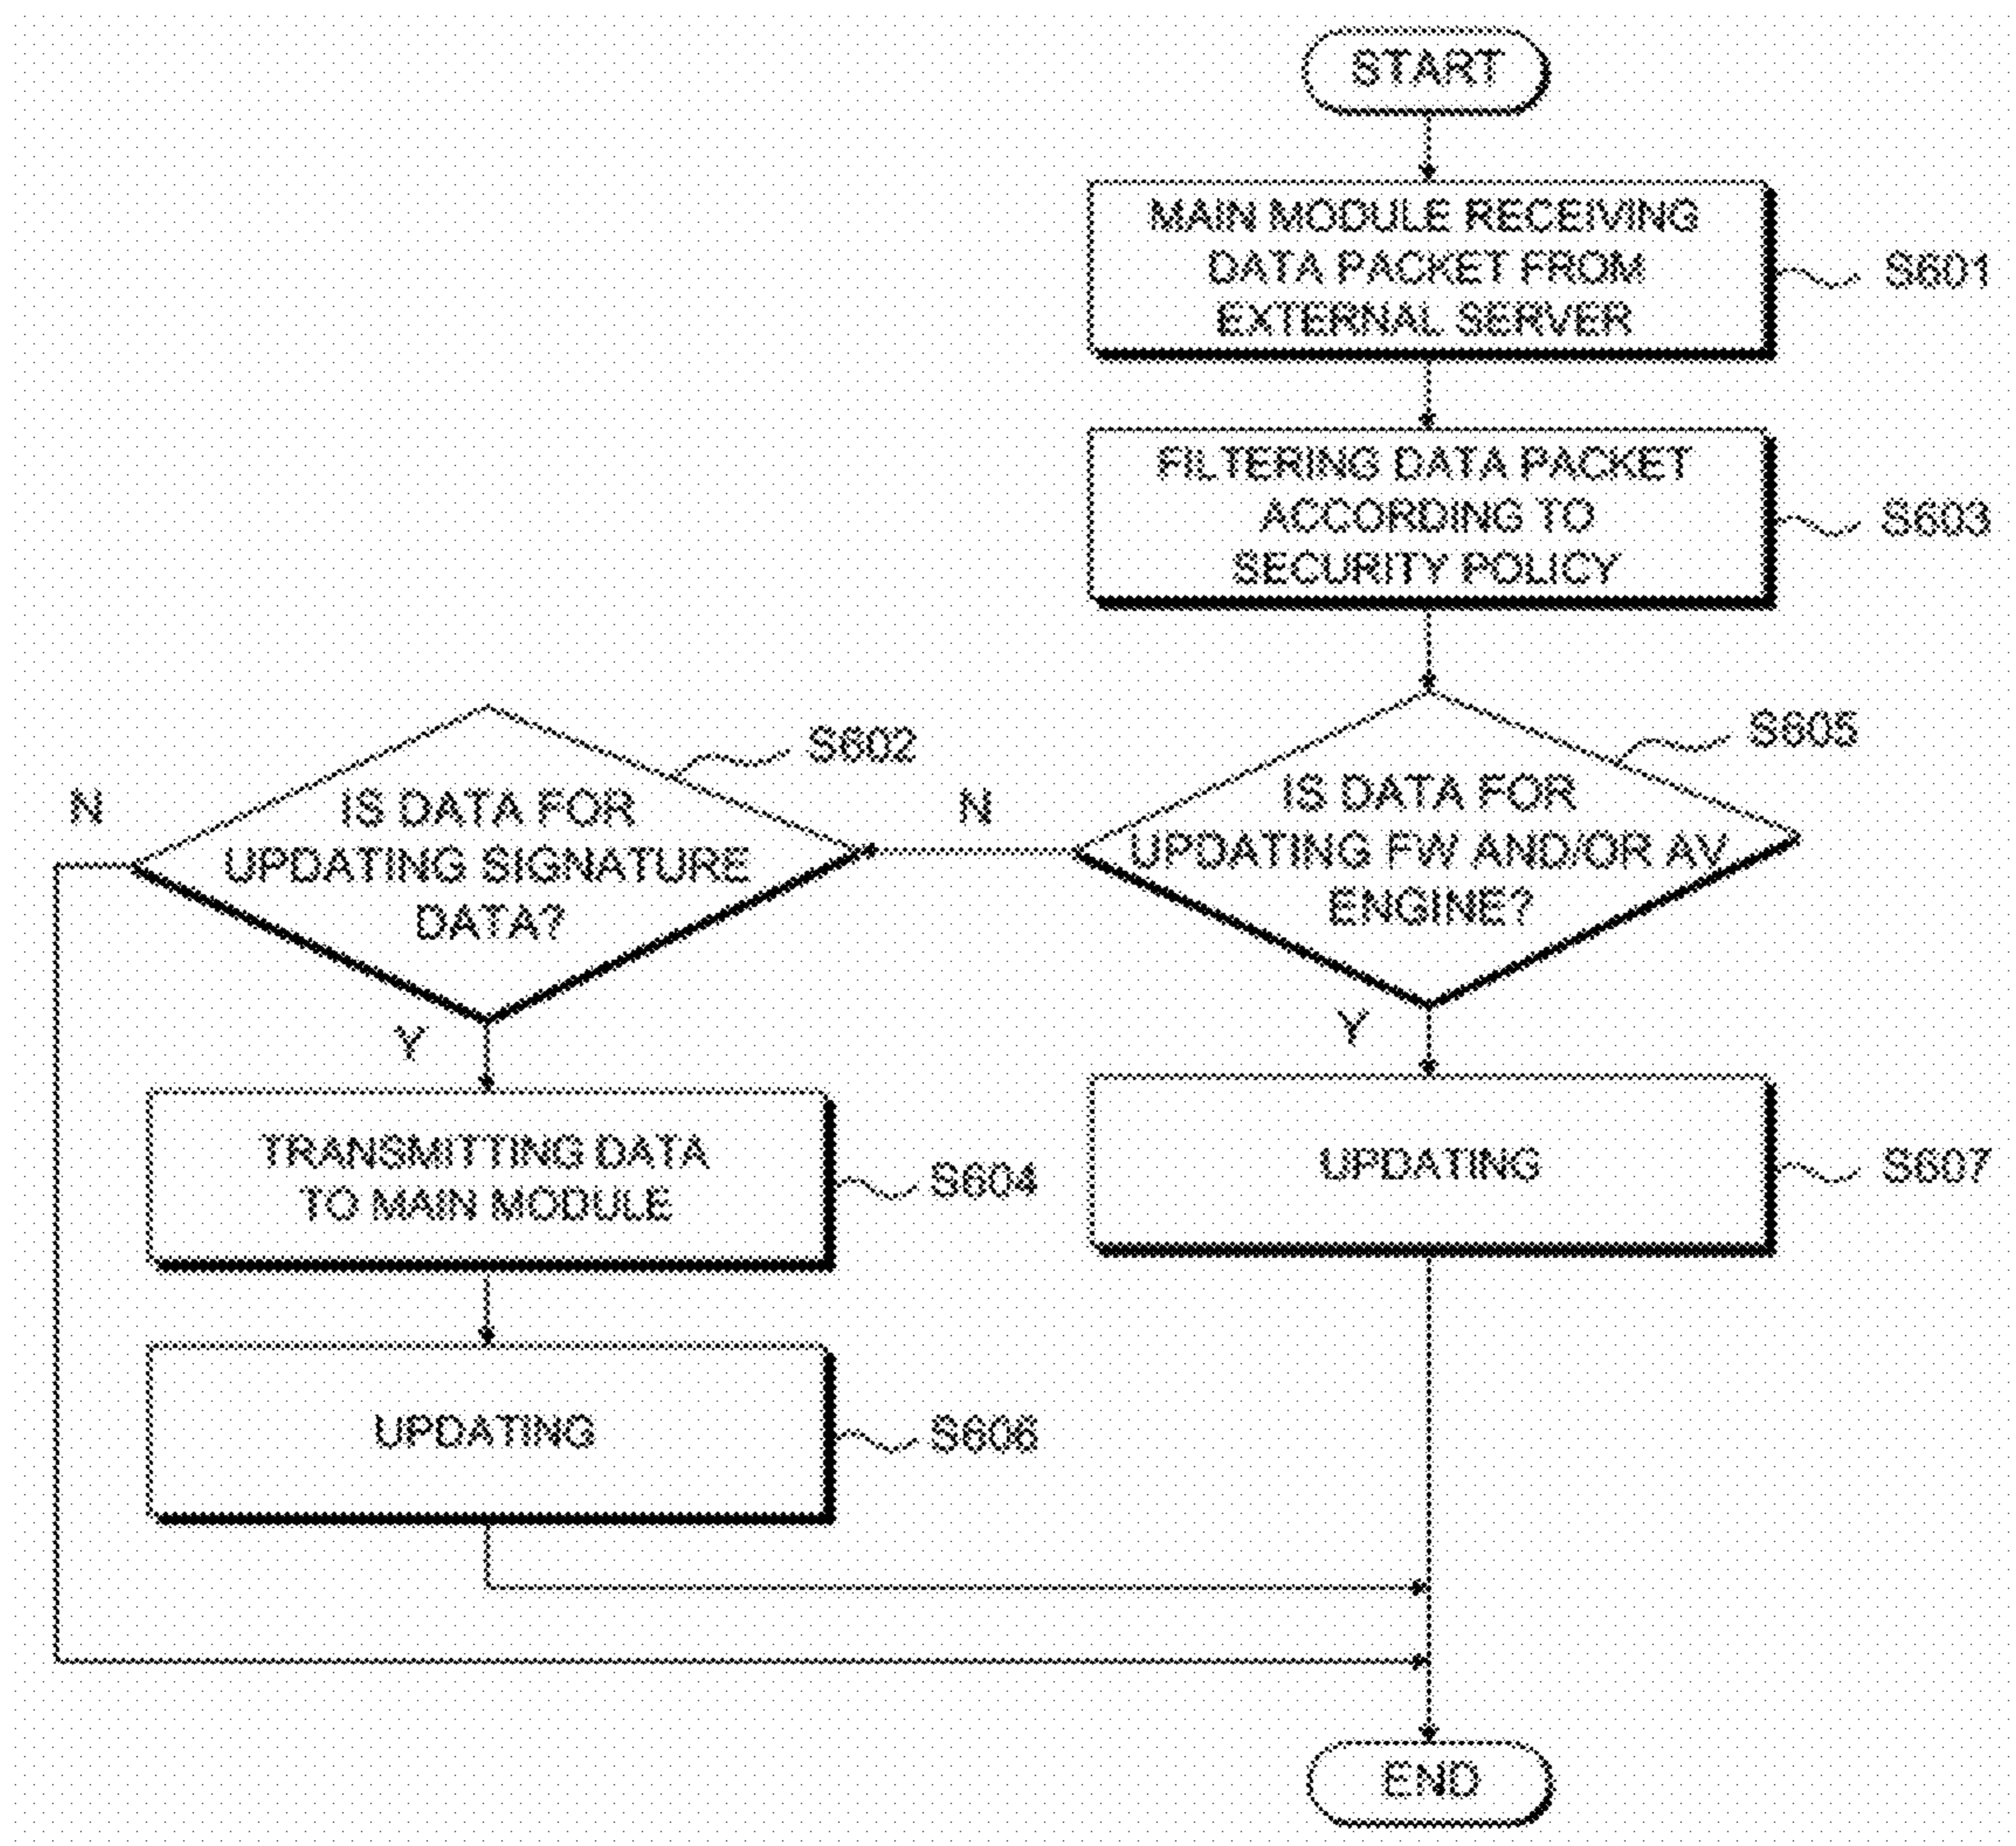 START
MAIN MODULE RECEIVING
DATA PACKET FROM
EXTERNAL SERVER
S601
FILTERING DATA PACKET
ACCORDING TO
SECURITY POLICY
S603
S605
IS DATA FOR
UPDATING FW AND/OR AV
ENGINE?
N
S602
IS DATA FOR
UPDATING SIGNATURE
DATA?
N
Y
Y
TRANSMITTING DATA
TO MAIN MODULE
S604
UPDATING
S607
UPDATING
S606
END